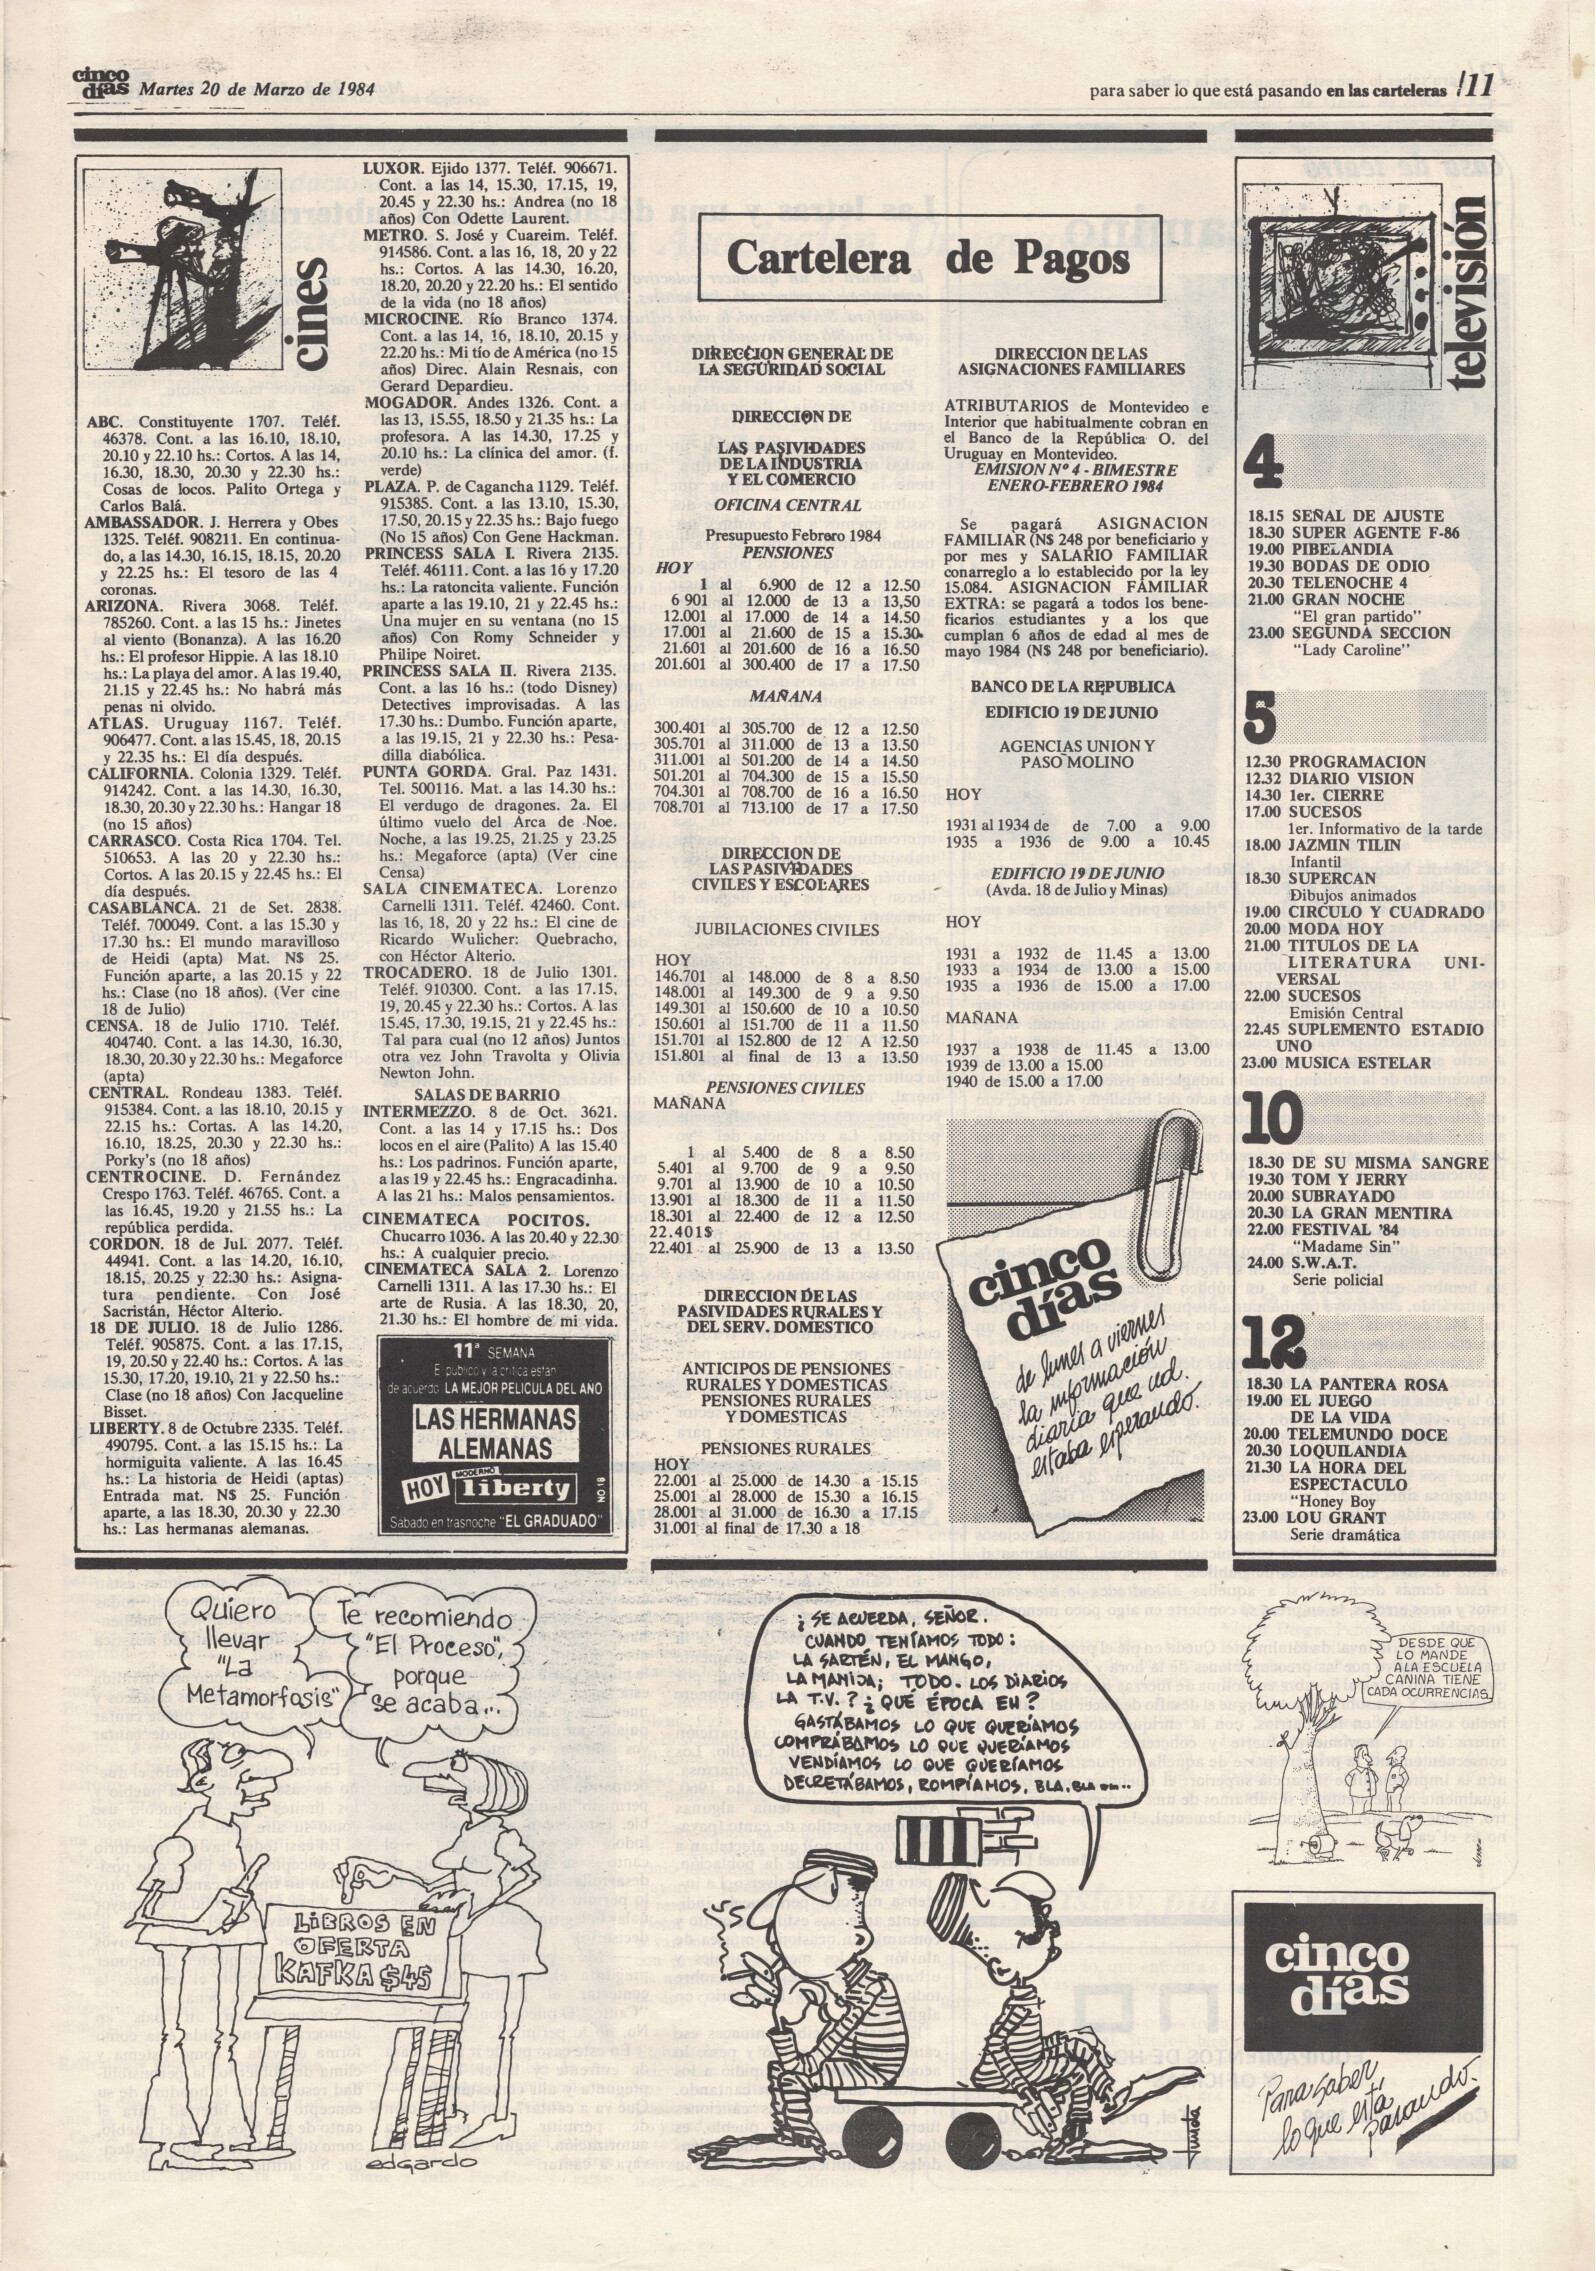 cinco días Martes 20 de Marzo de 1984
para saber lo que está pasando en las carteleras /11
cines
ABC. Constituyente 1707. Teléf.
46378. Cont. a las 16.10, 18.10,
20.10 y 22.10 hs.: Cortos. A las 14,
16.30, 18.30, 20.30 y 22.30 hs.:
Cosas de locos. Palito Ortega y
Carlos Balá.
AMBASSADOR. J. Herrera y Obes
1325. Teléf. 908211. En continua-
do, a las 14.30, 16.15, 18.15, 20.20
y 22.25 hs.: El tesoro de las 4
coronas.
ARIZONA. Rivera 3068. Teléf.
785260. Cont. a las 15 hs.: Jinetes
al viento (Bonanza). A las 16.20
hs.: El profesor Hippie. A las 18.10
hs.: La playa del amor. A las 19.40,
21.15 y 22.45 hs.: No habrá más
penas ni olvido.
ATLAS. Uruguay 1167. Teléf.
906477. Cont. a las 15.45, 18, 20.15
y 22.35 hs.: El día después.
CALIFORNIA. Colonia 1329. Teléf.
914242. Cont. a las 14.30, 16.30,
18.30, 20.30 y 22.30 hs.: Hangar 18
(no 15 años)
CARRASCO. Costa Rica 1704. Tel.
510653. A las 20 y 22.30 hs.:
Cortos. A las 20.15 y 22.45 hs.: El
día después.
CASABLANCA. 21 de Set. 2838.
Teléf. 700049. Cont. a las 15.30 y
17.30 hs.: El mundo maravilloso
de Heidi (apta) Mat. N$ 25.
Función aparte, a las 20.15 y 22
hs.: Clase (no 18 años). (Ver cine
18 de Julio)
CENSA. 18 de Julio 1710. Teléf.
404740. Cont. a las 14.30, 16.30,
18.30, 20.30 y 22.30 hs.: Megaforce
(apta)
CENTRAL. Rondeau 1383. Teléf.
915384. Cont. a las 18.10, 20.15 y
22.15 hs.: Cortas. A las 14.20,
16.10, 18.25, 20.30 y 22.30 hs.:
Porky's (no 18 años)
CENTROCINE. D. Fernández
Crespo 1763. Teléf. 46765. Cont. a
las 16.45, 19.20 y 21.55 hs.: La
república perdida.
CORDON. 18 de Jul. 2077. Teléf.
44941. Cont. a las 14.20, 16.10,
18.15, 20.25 y 22.30 hs.: Asigna-
tura pendiente. Con José
Sacristán, Héctor Alterio.
18 DE JULIO. 18 de Julio 1286.
Teléf. 905875. Cont. a las 17.15,
19, 20.50 y 22.40 hs.: Cortos. A las
15.30, 17.20, 19.10, 21 y 22.50 hs.:
Clase (no 18 años) Con Jacqueline
Bisset.
LIBERTY. 8 de Octubre 2335. Teléf.
490795. Cont. a las 15.15 hs.: La
hormiguita valiente. A las 16.45
hs.: La historia de Heidi (aptas)
Entrada mat. N$ 25. Función
aparte, a las 18.30, 20.30 y 22.30
hs.: Las hermanas alemanas.
LUXOR. Ejido 1377. Teléf. 906671.
Cont. a las 14, 15.30, 17.15, 19,
20.45 y 22.30 hs.: Andrea (no 18
años) Con Odette Laurent.
METRO. S. José y Cuareim. Teléf.
914586. Cont. a las 16, 18, 20 y 22
hs.: Cortos. A las 14.30, 16.20,
18.20, 20.20 y 22.20 hs.: El sentido
de la vida (no 18 años)
MICROCINE. Río Branco 1374.
Cont. a las 14, 16, 18.10, 20.15 y
22.20 hs.: Mi tío de América (no 15
años) Direc. Alain Resnais, con
Gerard Depardieu.
MOGADOR. Andes 1326. Cont. a
las 13, 15.55, 18.50 y 21.35 hs.: La
profesora. A las 14.30, 17.25 y
20.10 hs.: La clínica del amor. (f.
verde)
PLAZA. P. de Cagancha 1129. Teléf.
915385. Cont. a las 13.10, 15.30,
17.50, 20.15 y 22.35 hs.: Bajo fuego
(No 15 años) Con Gene Hackman.
PRINCESS SALA I. Rivera 2135.
Teléf. 46111. Cont. a las 16 y 17.20
hs.: La ratoncita valiente. Función
aparte a las 19.10, 21 y 22.45 hs.:
Una mujer en su ventana (no 15
años) Con Romy Schneider y
Philipe Noiret.
PRINCESS SALA II. Rivera 2135.
Cont. a las 16 hs.: (todo Disney)
Detectives improvisadas. A las
17.30 hs.: Dumbo. Función aparte,
a las 19.15, 21 y 22.30 hs.: Pesa-
dilla diabólica.
PUNTA GORDA. Gral. Paz 1431.
Tel. 500116. Mat. a las 14.30 hs.:
El verdugo de dragones. 2a. El
último vuelo del Arca de Noe.
Noche, a las 19.25, 21.25 y 23.25
hs.: Megaforce (apta) (Ver cine
Censa)
SALA CINEMATECA. Lorenzo
Carnelli 1311. Teléf. 42460. Cont.
las 16, 18, 20 y 22 hs.: El cine de
Ricardo Wulicher: Quebracho,
con Héctor Alterio.
TROCADERO. 18 de Julio 1301.
Teléf. 910300. Cont. a las 17.15,
19, 20.45 y 22.30 hs.: Cortos. A las
15.45, 17.30, 19.15, 21 y 22.45 hs.:
Tal para cual (no 12 años) Juntos
otra vez John Travolta y Olivia
Newton John.
SALAS DE BARRIO
INTERMEZZO. 8 de Oct. 3621.
Cont. a las 14 y 17.15 hs.: Dos
locos en el aire (Palito) A las 15.40
hs.: Los padrinos. Función aparte,
a las 19 y 22.45 hs.: Engracadinha.
A las 21 hs.: Malos pensamientos.
CINEMATECA POCITOS.
Chucarro 1036. A las 20.40 y 22.30
hs.: A cualquier precio.
CINEMATECA SALA 2. Lorenzo
Carnelli 1311. A las 17.30 hs.: El
arte de Rusia. A las 18.30, 20,
21.30 hs.: El hombre de mi vida.
11ª SEMANA
El público y la crítica están
de acuerdo LA MEJOR PELICULA DEL AÑO
LAS HERMANAS
ALEMANAS
HOY MODERNO liberty NO 18
Sábado en trasnoche "EL GRADUADO"
Cartelera de Pagos
DIRECCION GENERAL DE
LA SEGURIDAD SOCIAL
DIRECCION DE
LAS PASIVIDADES
DE LA INDUSTRIA
Y EL COMERCIO
OFICINA CENTRAL
Presupuesto Febrero 1984
PENSIONES
HOY
1 al 6.900 de 12 a 12.50
6 901 al 12.000 de 13 a 13,50
12.001 al 17.000 de 14 a 14.50
17.001 al 21.600 de 15 a 15.30.
21.601 al 201.600 de 16 a 16.50
201.601 al 300.400 de 17 a 17.50
MAÑANA
300.401 al 305.700 de 12 a 12.50
305.701 al 311.000 de 13 a 13.50
311.001 al 501.200 de 14 a 14.50
501.201 al 704.300 de 15 a 15.50
704.301 al 708.700 de 16 a 16.50
708.701 al 713.100 de 17 a 17.50
DIRECCION DE
LAS PASIVIDADES
CIVILES Y ESCOLARES
JUBILACIONES CIVILES
HOY
146.701 al 148.000 de 8 a 8.50
148.001 al 149.300 de 9 a 9.50
149.301 al 150.600 de 10 a 10.50
150.601 al 151.700 de 11 a 11.50
151.701 al 152.800 de 12 A 12.50
151.801 al final de 13 a 13.50
PENSIONES CIVILES
MAÑANA
1 al 5.400 de 8 a 8.50
5.401 al 9.700 de 9 a 9.50
9.701 al 13.900 de 10 a 10.50
13.901 al 18.300 de 11 a 11.50
18.301 al 22.400 de 12 a 12.50
22.401$
22.401 al 25.900 de 13 a 13.50
DIRECCION DE LAS
PASIVIDADES RURALES Y
DEL SERV. DOMESTICO
ANTICIPOS DE PENSIONES
RURALES Y DOMESTICAS
PENSIONES RURALES
Y DOMESTICAS
PENSIONES RURALES
HOY
22.001 al 25.000 de 14.30 a 15.15
25.001 al 28.000 de 15.30 a 16.15
28.001 al 31.000 de 16.30 a 17.15
31.001 al final de 17.30 a 18
DIRECCION DE LAS
ASIGNACIONES FAMILIARES
ATRIBUTARIOS de Montevideo e
Interior que habitualmente cobran en
el Banco de la República O. del
Uruguay en Montevideo.
EMISION Nº 4 - BIMESTRE
ENERO-FEBRERO 1984
Se pagará ASIGNACION
FAMILIAR (N$ 248 por beneficiario y
por mes y SALARIO FAMILIAR
conarreglo a lo establecido por la ley
15.084. ASIGNACION FAMILIAR
EXTRA: se pagará a todos los bene-
ficarios estudiantes y a los que
cumplan 6 años de edad al mes de
mayo 1984 (N$ 248 por beneficiario).
BANCO DE LA REPUBLICA
EDIFICIO 19 DE JUNIO
AGENCIAS UNION Y
PASO MOLINO
HOY
1931 al 1934 de de 7.00 a 9.00
1935 a 1936 de 9.00 a 10.45
EDIFICIO 19 DE JUNIO
(Avda. 18 de Julio y Minas)
HOY
1931 a 1932 de 11.45 a 13.00
1933 a 1934 de 13.00 a 15.00
1935 a 1936 de 15.00 a 17.00
MAÑANA
1937 a 1938 de 11.45 a 13.00
1939 de 13.00 a 15.00
1940 de 15.00 a 17.00
cinco
días
de lunes a viernes
la información
diaria que ud.
estaba esperando.
televisión
4
18.15 SEÑAL DE AJUSTE
18.30 SUPER AGENTE F-86
19.00 PIBELANDIA
19.30 BODAS DE ODIO
20.30 TELENOCHE 4
21.00 GRAN NOCHE
"El gran partido"
23.00 SEGUNDA SECCION
"Lady Caroline"
5
12.30 PROGRAMACION
12.32 DIARIO VISION
14.30 1er. CIERRE
17.00 SUCESOS
1er. Informativo de la tarde
18.00 JAZMIN TILIN
Infantil
18.30 SUPERCAN
Dibujos animados
19.00 CIRCULO Y CUADRADO
20.00 MODA HOY
21.00 TITULOS DE LA
LITERATURA UNI-
VERSAL
22.00 SUCESOS
Emisión Central
22.45 SUPLEMENTO ESTADIO
UNO
23.00 MUSICA ESTELAR
10
18.30 DE SU MISMA SANGRE
19.30 TOM Y JERRY
20.00 SUBRAYADO
20.30 LA GRAN MENTIRA
22.00 FESTIVAL '84
"Madame Sin"
24.00 S.W.A.T.
Serie policial
12
18.30 LA PANTERA ROSA
19.00 EL JUEGO
DE LA VIDA
20.00 TELEMUNDO DOCE
20.30 LOQUILANDIA
21.30 LA HORA DEL
ESPECTACULO
"Honey Boy
23.00 LOU GRANT
Serie dramática
Quiero
llevar
"La
Metamorfosis"
Te recomiendo
"El Proceso",
porque
se acaba...
LIBROS EN
OFERTA
KAFKA $45
edgardo
¿SE ACUERDA, SEÑOR.
CUANDO TENÍAMOS TODO:
LA SARTÉN, EL MANGO,
LA MANIJA; TODO. LOS DIARIOS
LA T.V.? ¿QUÉ ÉPOCA EH?
GASTÁBAMOS LO QUE QUERÍAMOS
COMPRÁBAMOS LO QUE QUERÍAMOS
VENDÍAMOS LO QUE QUERÍAMOS
DECRETÁBAMOS, ROMPÍAMOS, BLA, BLA.....
DESDE QUE
LO MANDE
A LA ESCUELA
CANINA TIENE
CADA OCURRENCIAS.
cinco
días
Para saber
lo que está
pasando.